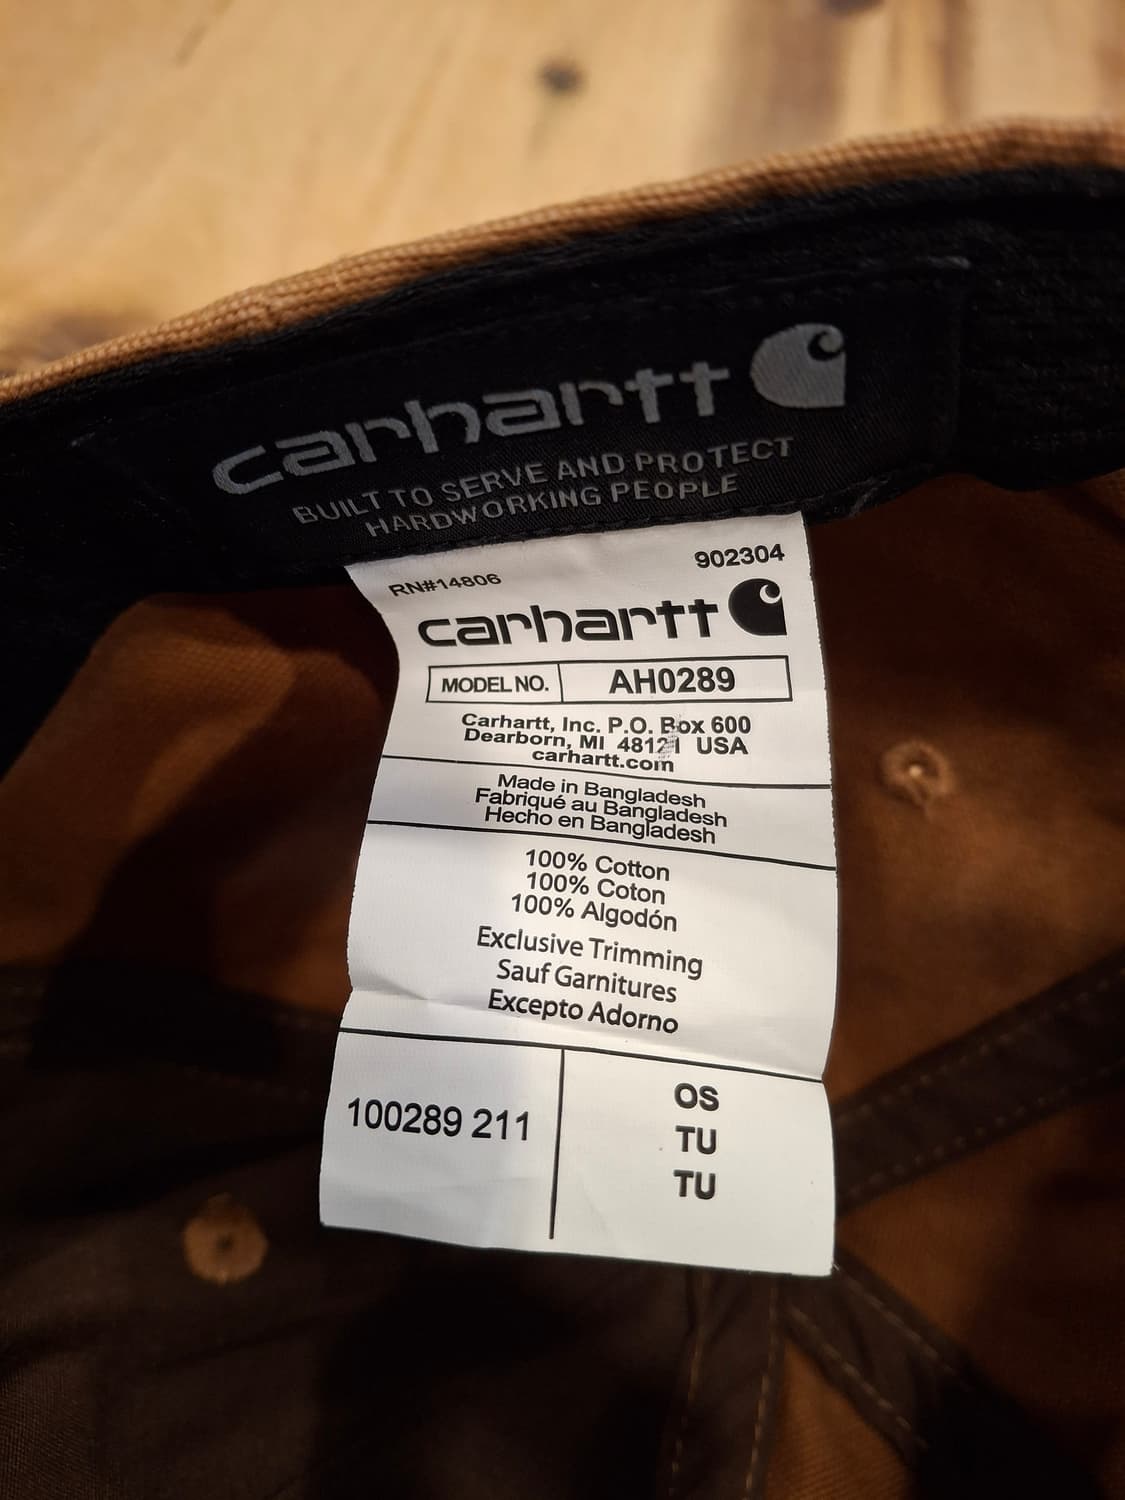 carhartt
BUILT TO SERVE AND PROTECT
HARDWORKING PEOPLE
RN#14806 902304
carhartt
MODEL NO. AH0289
Carhartt, Inc. P.O. Box 600
Dearborn, MI 48121 USA
carhartt.com
Made in Bangladesh
Fabriqué au Bangladesh
Hecho en Bangladesh
100% Cotton
100% Coton
100% Algodón
Exclusive Trimming
Sauf Garnitures
Excepto Adorno
100289 211
OS
TU
TU